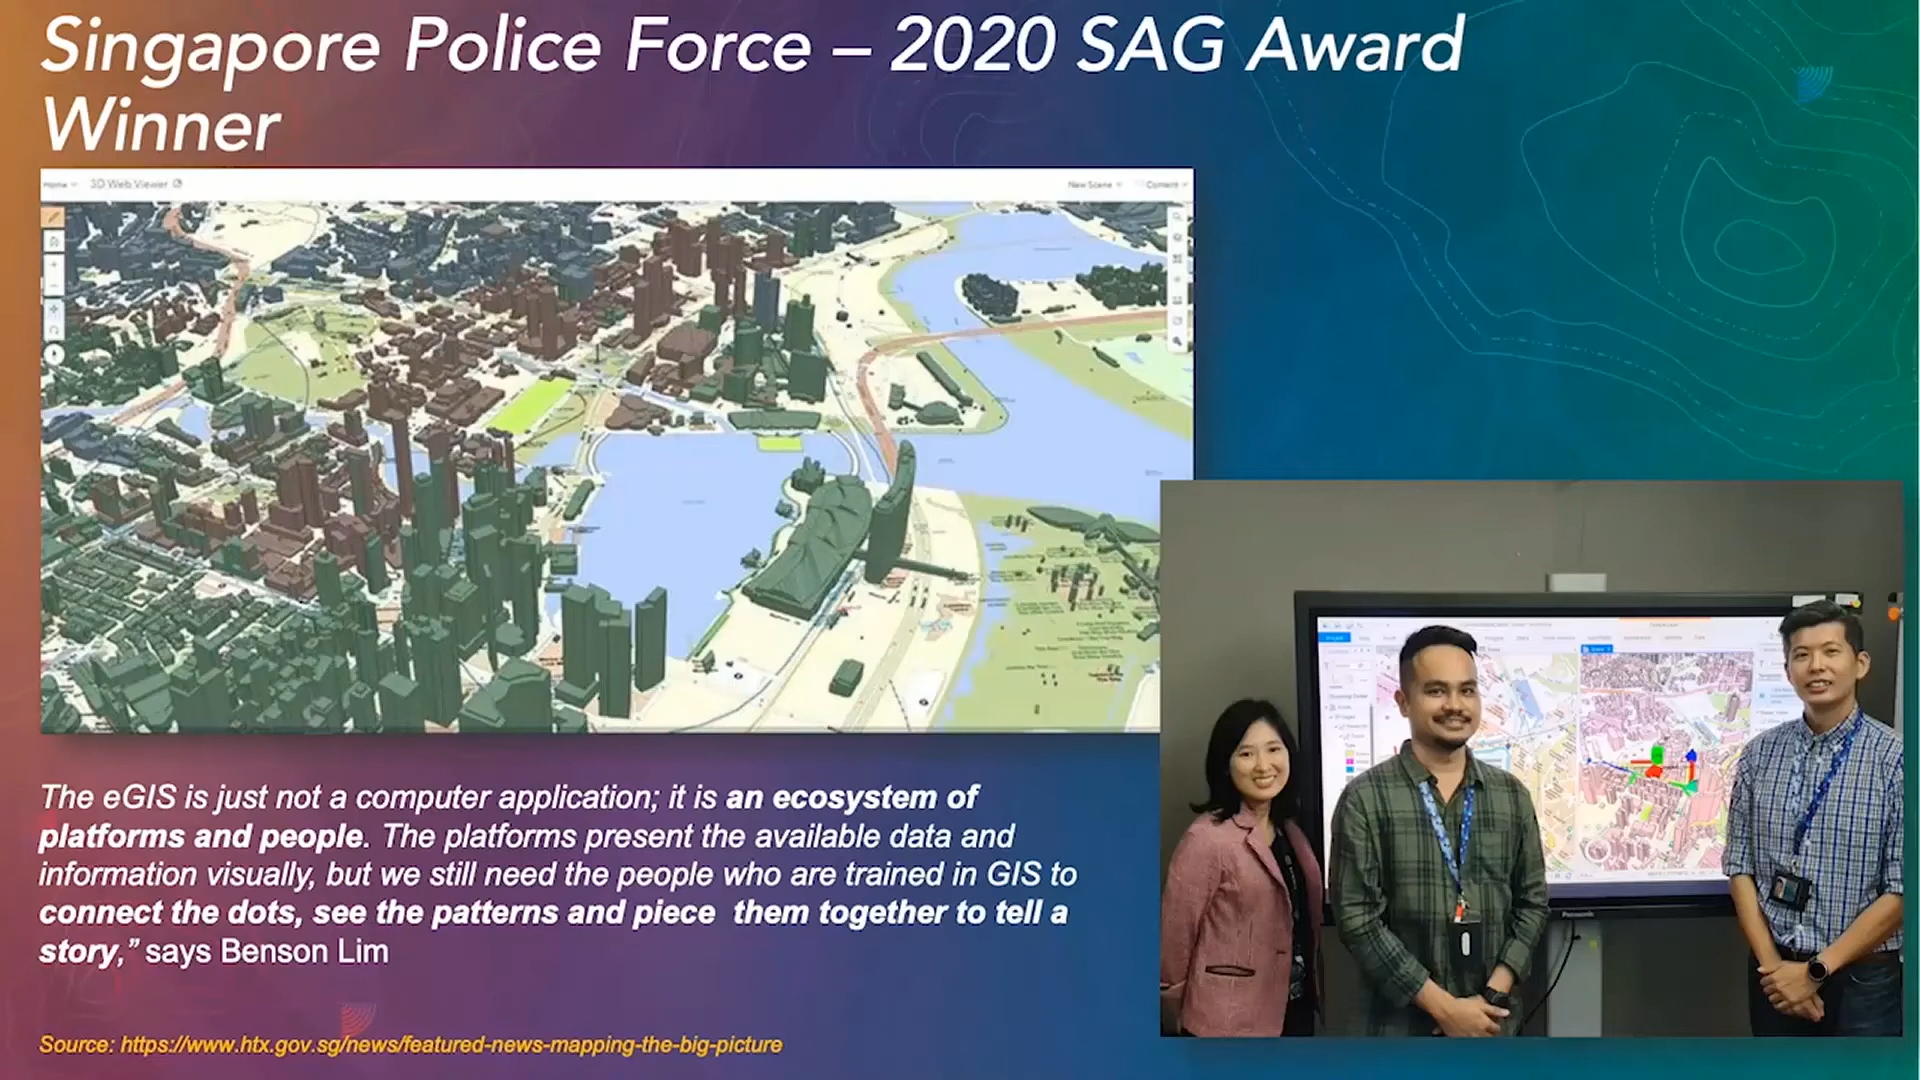 Singapore Police Force – 2020 SAG Award
Winner
Home
3D Web Viewer
New Scene
Content
The eGIS is just not a computer application; it is an ecosystem of
platforms and people. The platforms present the available data and
information visually, but we still need the people who are trained in GIS to
connect the dots, see the patterns and piece them together to tell a
story,” says Benson Lim
Panasonic
Source: https://www.htx.gov.sg/news/featured-news-mapping-the-big-picture